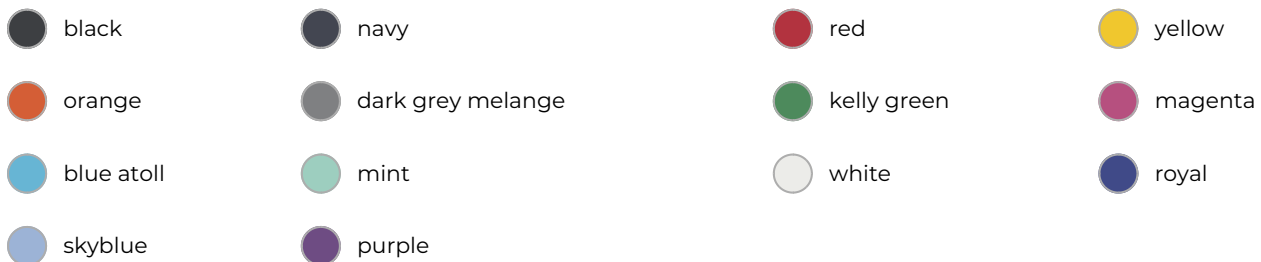 black
navy
red
yellow
orange
dark grey melange
kelly green
magenta
blue atoll
mint
white
royal
skyblue
purple